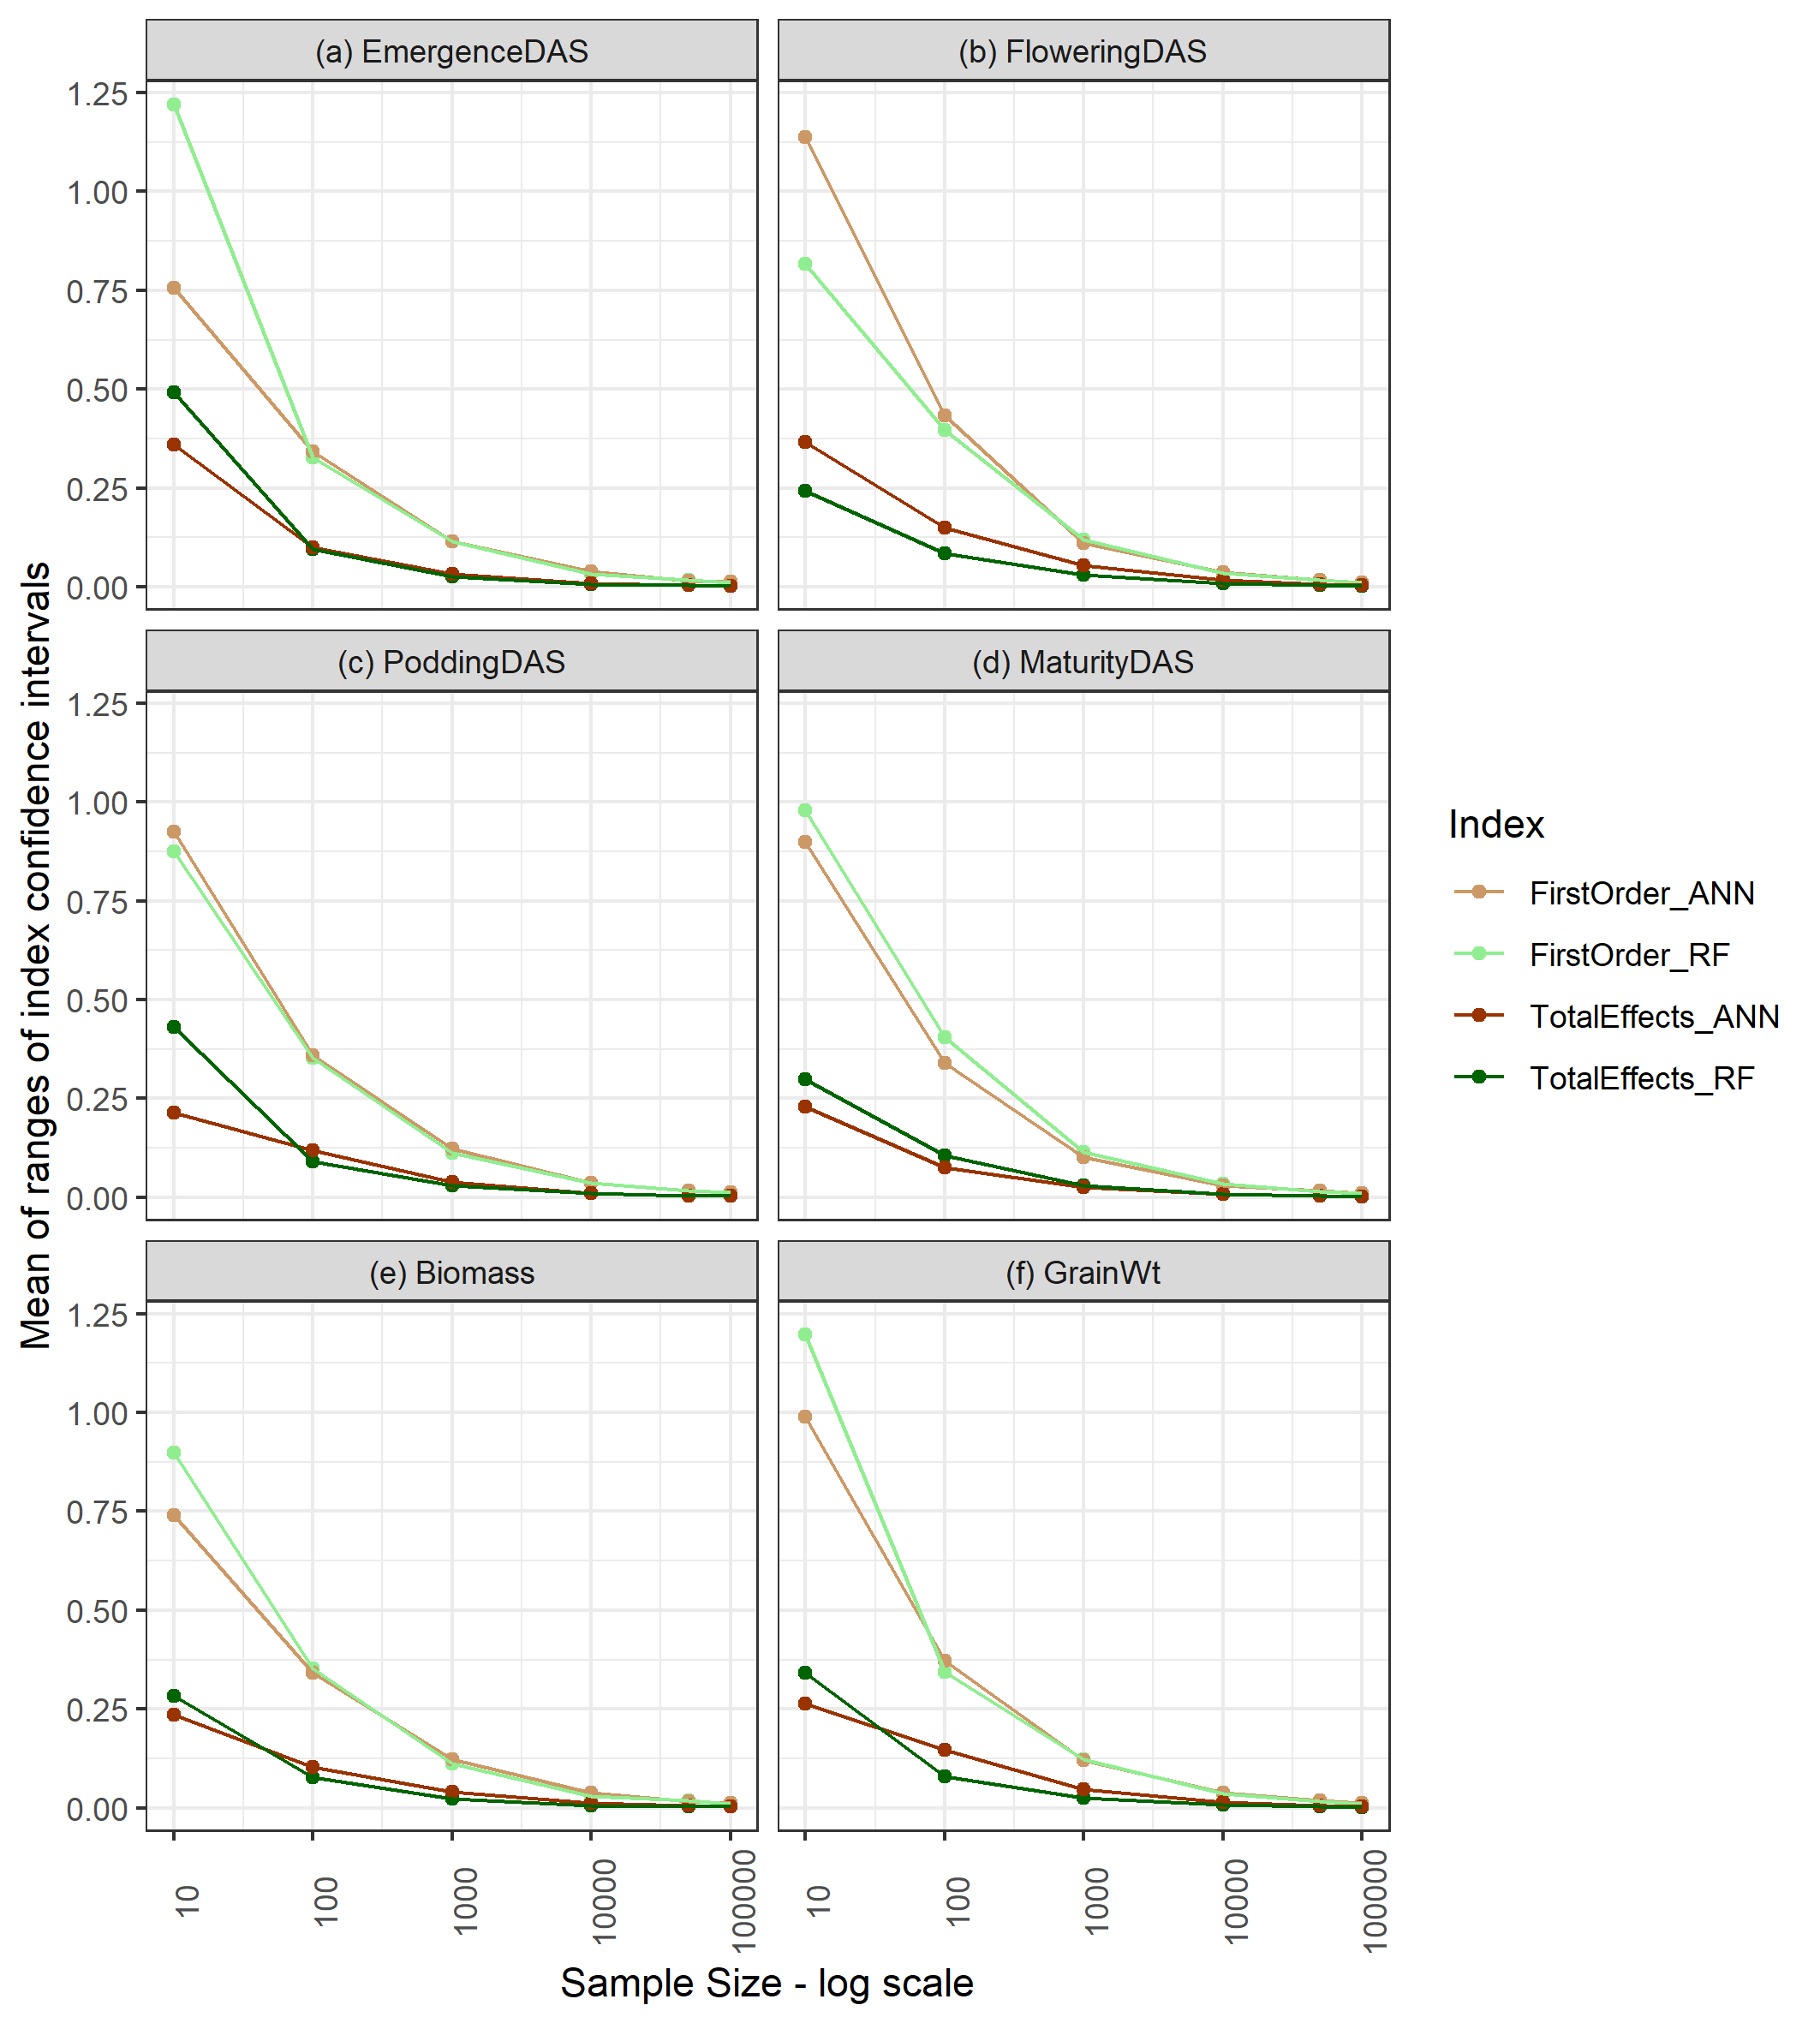 (a) EmergenceDAS
(b) FloweringDAS
1.25
1.00
0.75
0.50
0.25
0.00
(c) PoddingDAS
(d) MaturityDAS
1.25
1.00
0.75
0.50
0.25
0.00
(e) Biomass
(f) GrainWt
1.25
1.00
0.75
0.50
0.25
0.00
10
100
1000
10000
100000
10
100
1000
10000
100000
Sample Size - log scale
Mean of ranges of index confidence intervals
Index
FirstOrder_ANN
FirstOrder_RF
TotalEffects_ANN
TotalEffects_RF